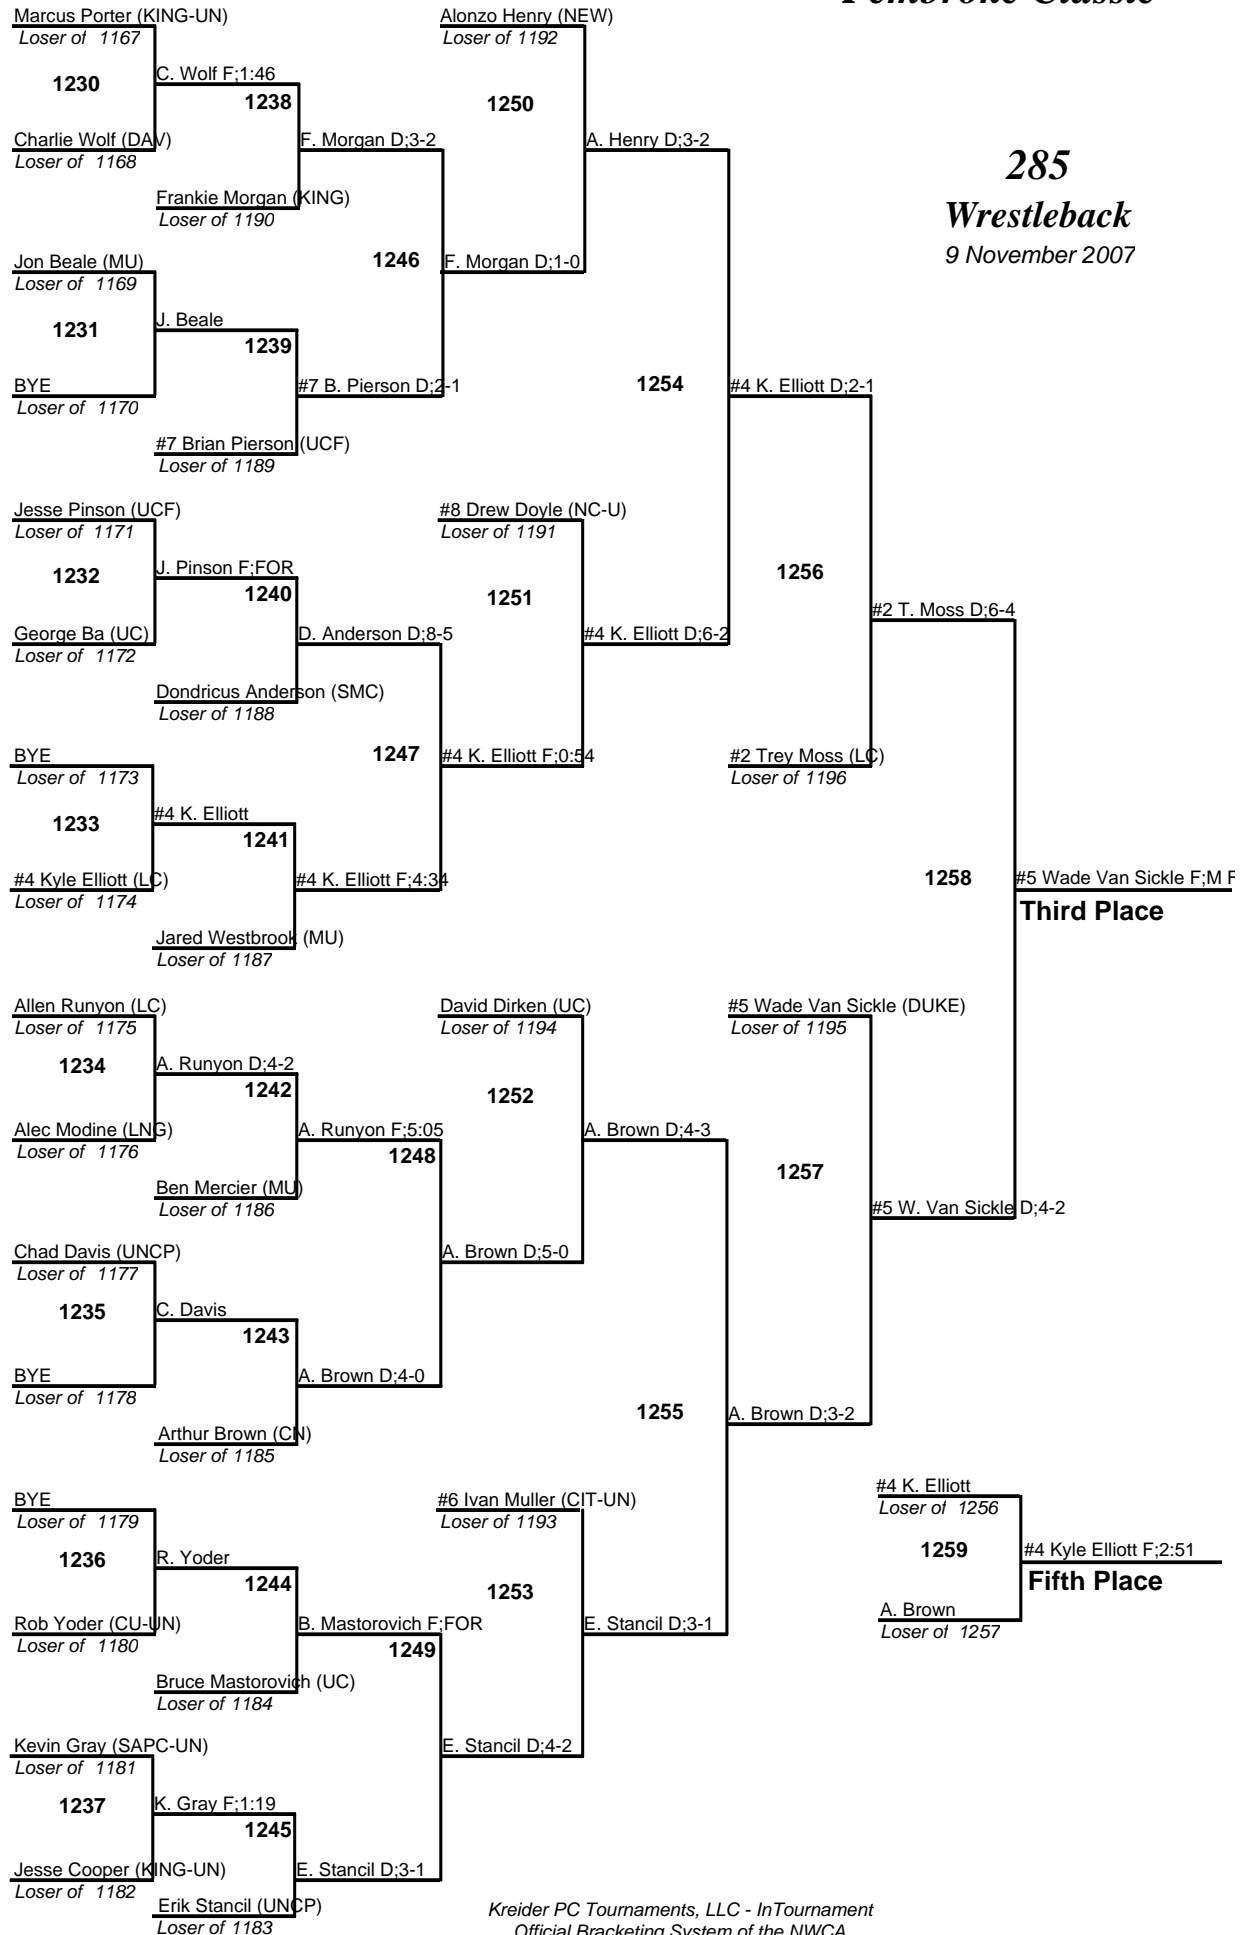 Pembroke Classic
285
Wrestleback
9 November 2007
Marcus Porter (KING-UN)
Loser of 1167
1230
C. Wolf F;1:46
1238
Charlie Wolf (DAV)
Loser of 1168
F. Morgan D;3-2
Frankie Morgan (KING)
Loser of 1190
Alonzo Henry (NEW)
Loser of 1192
1250
A. Henry D;3-2
Jon Beale (MU)
Loser of 1169
1246
F. Morgan D;1-0
1231
J. Beale
1239
BYE
Loser of 1170
#7 B. Pierson D;2-1
1254
#4 K. Elliott D;2-1
#7 Brian Pierson (UCF)
Loser of 1189
Jesse Pinson (UCF)
Loser of 1171
#8 Drew Doyle (NC-U)
Loser of 1191
1232
J. Pinson F;FOR
1240
1251
1256
George Ba (UC)
Loser of 1172
D. Anderson D;8-5
#4 K. Elliott D;6-2
#2 T. Moss D;6-4
Dondricus Anderson (SMC)
Loser of 1188
BYE
Loser of 1173
1247
#4 K. Elliott F;0:54
#2 Trey Moss (LC)
Loser of 1196
1233
#4 K. Elliott
1241
#4 Kyle Elliott (LC)
Loser of 1174
#4 K. Elliott F;4:34
1258
#5 Wade Van Sickle F;M F
Third Place
Jared Westbrook (MU)
Loser of 1187
Allen Runyon (LC)
Loser of 1175
David Dirken (UC)
Loser of 1194
#5 Wade Van Sickle (DUKE)
Loser of 1195
1234
A. Runyon D;4-2
1242
1252
Alec Modine (LNG)
Loser of 1176
A. Runyon F;5:05
1248
A. Brown D;4-3
1257
Ben Mercier (MU)
Loser of 1186
#5 W. Van Sickle D;4-2
Chad Davis (UNCP)
Loser of 1177
A. Brown D;5-0
1235
C. Davis
1243
BYE
Loser of 1178
A. Brown D;4-0
1255
A. Brown D;3-2
Arthur Brown (CN)
Loser of 1185
BYE
Loser of 1179
#6 Ivan Muller (CIT-UN)
Loser of 1193
#4 K. Elliott
Loser of 1256
1236
R. Yoder
1244
1253
1259
#4 Kyle Elliott F;2:51
Fifth Place
Rob Yoder (CU-UN)
Loser of 1180
B. Mastorovich F;FOR
1249
E. Stancil D;3-1
A. Brown
Loser of 1257
Bruce Mastorovich (UC)
Loser of 1184
Kevin Gray (SAPC-UN)
Loser of 1181
E. Stancil D;4-2
1237
K. Gray F;1:19
1245
Jesse Cooper (KING-UN)
Loser of 1182
E. Stancil D;3-1
Erik Stancil (UNCP)
Loser of 1183
Kreider PC Tournaments, LLC - InTournament
Official Bracketing System of the NWCA